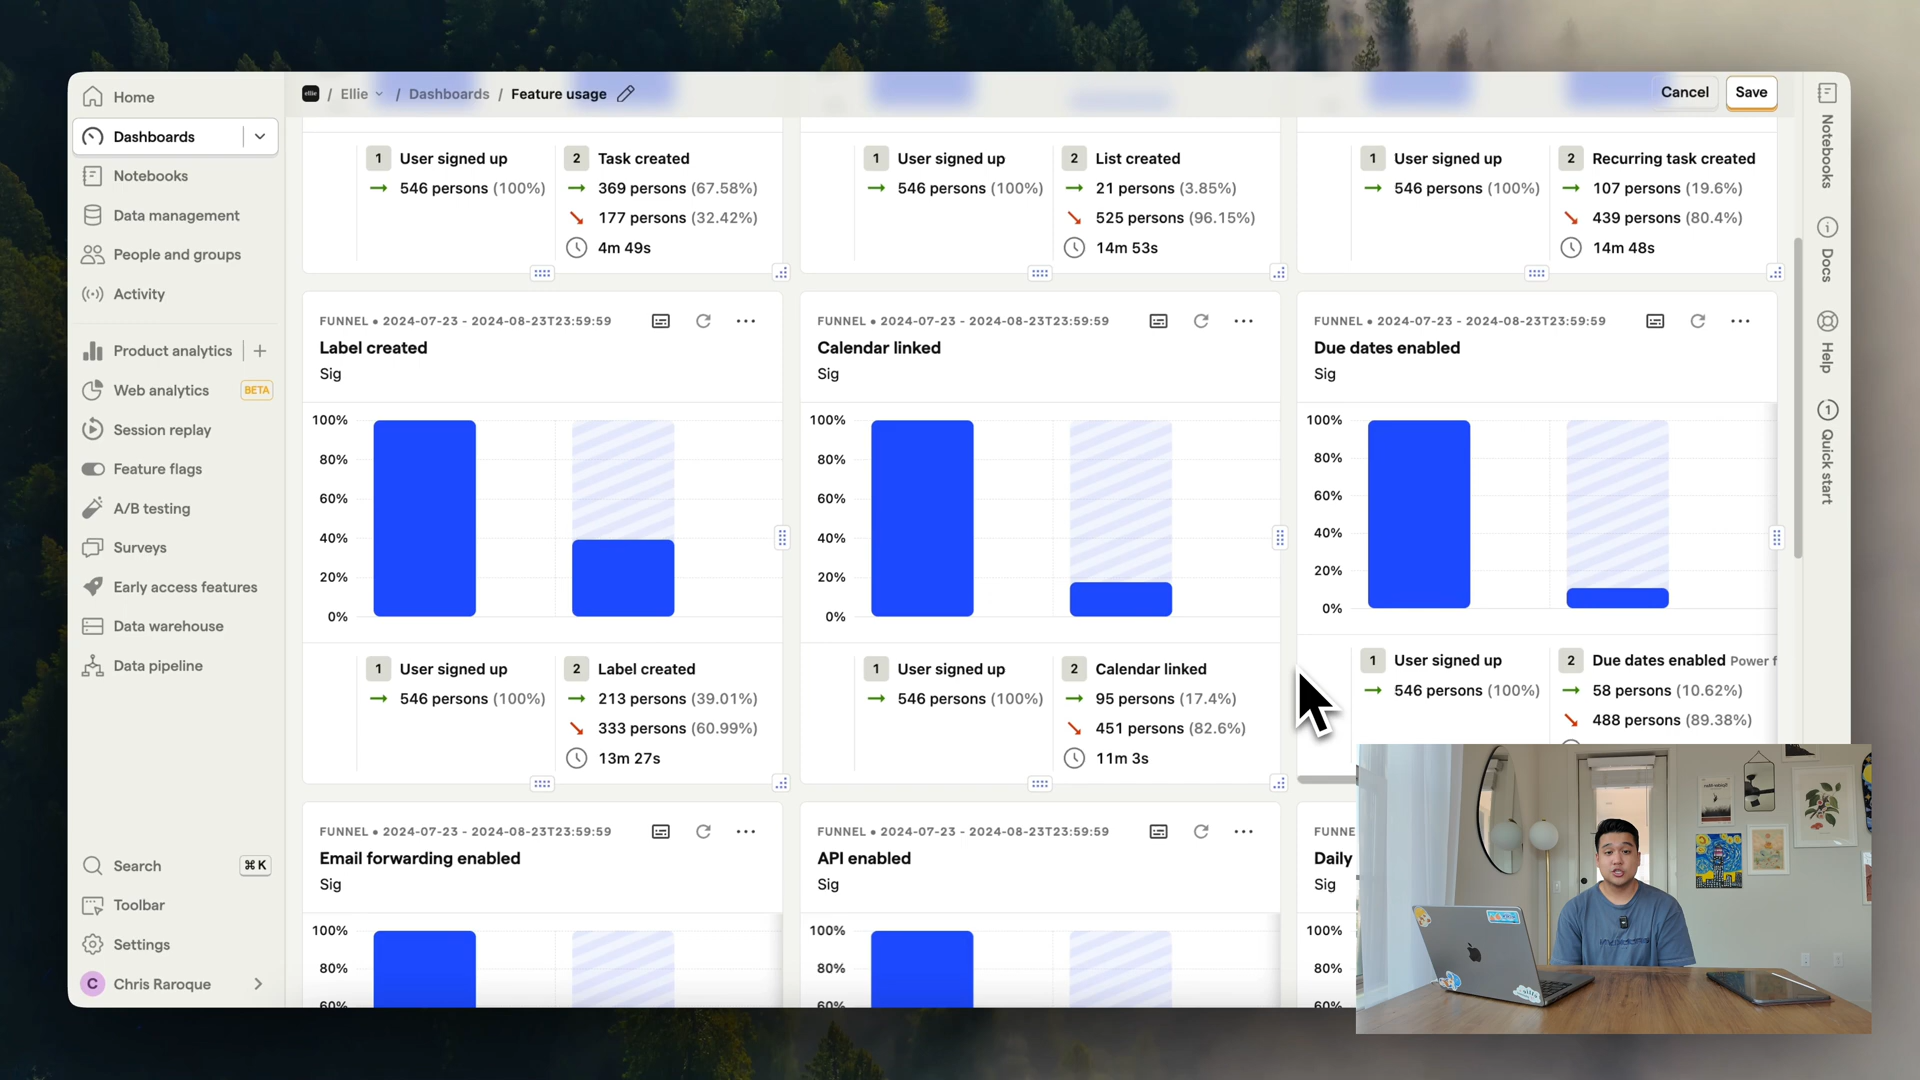 Home
Dashboards
Notebooks
Data management
People and groups
Activity
Product analytics
Web analytics BETA
Session replay
Feature flags
A/B testing
Surveys
Early access features
Data warehouse
Data pipeline
Search ⌘ K
Toolbar
Settings
C Chris Raroque
ellie / Ellie / Dashboards / Feature usage
Cancel
Save
1 User signed up
546 persons (100%)
2 Task created
369 persons (67.58%)
177 persons (32.42%)
4m 49s
1 User signed up
546 persons (100%)
2 List created
21 persons (3.85%)
525 persons (96.15%)
14m 53s
1 User signed up
546 persons (100%)
2 Recurring task created
107 persons (19.6%)
439 persons (80.4%)
14m 48s
FUNNEL • 2024-07-23 - 2024-08-23T23:59:59
Label created
Sig
100%
80%
60%
40%
20%
0%
1 User signed up
546 persons (100%)
2 Label created
213 persons (39.01%)
333 persons (60.99%)
13m 27s
FUNNEL • 2024-07-23 - 2024-08-23T23:59:59
Calendar linked
Sig
100%
80%
60%
40%
20%
0%
1 User signed up
546 persons (100%)
2 Calendar linked
95 persons (17.4%)
451 persons (82.6%)
11m 3s
FUNNEL • 2024-07-23 - 2024-08-23T23:59:59
Due dates enabled
Sig
100%
80%
60%
40%
20%
0%
1 User signed up
546 persons (100%)
2 Due dates enabled Power f
58 persons (10.62%)
488 persons (89.38%)
FUNNEL • 2024-07-23 - 2024-08-23T23:59:59
Email forwarding enabled
Sig
100%
80%
60%
FUNNEL • 2024-07-23 - 2024-08-23T23:59:59
API enabled
Sig
100%
80%
60%
FUNNE
Daily
Sig
100%
80%
60%
Notebooks
Docs
Help
1 Quick start